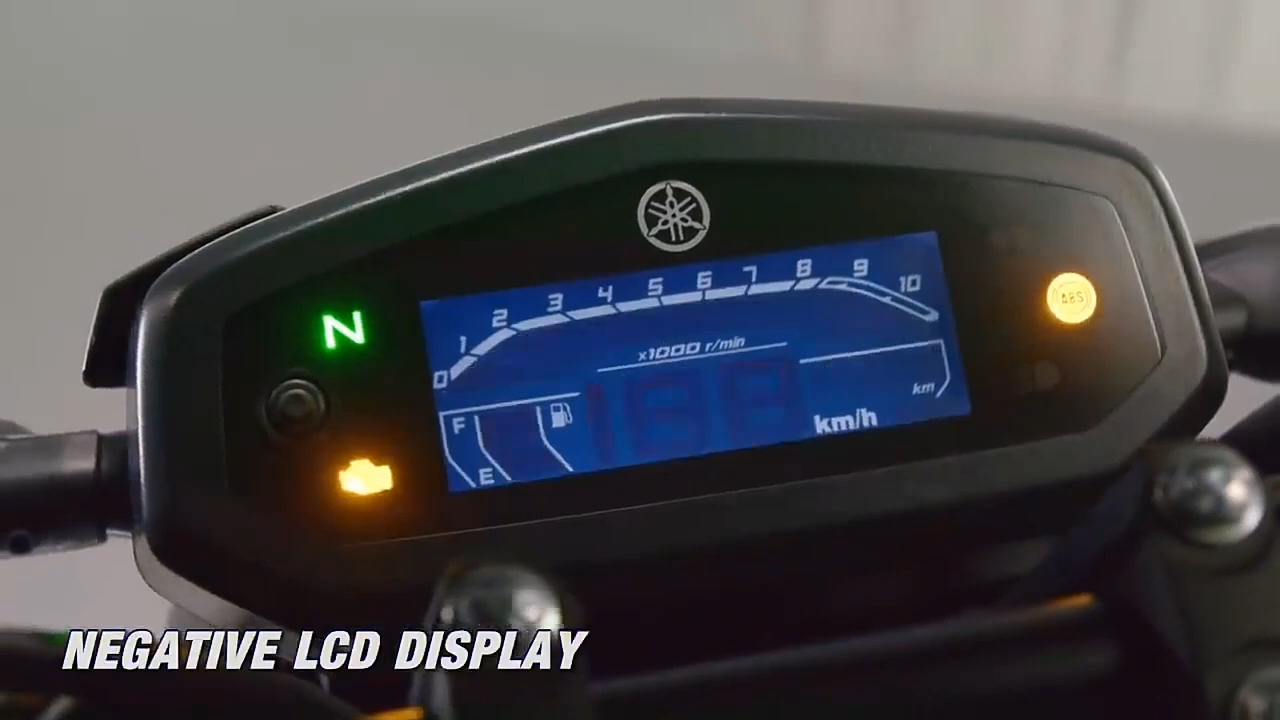 N
0 1 2 3 4 5 6 7 8 9 10
ABS
x1000 r/min
km
F
E
km/h
NEGATIVE LCD DISPLAY